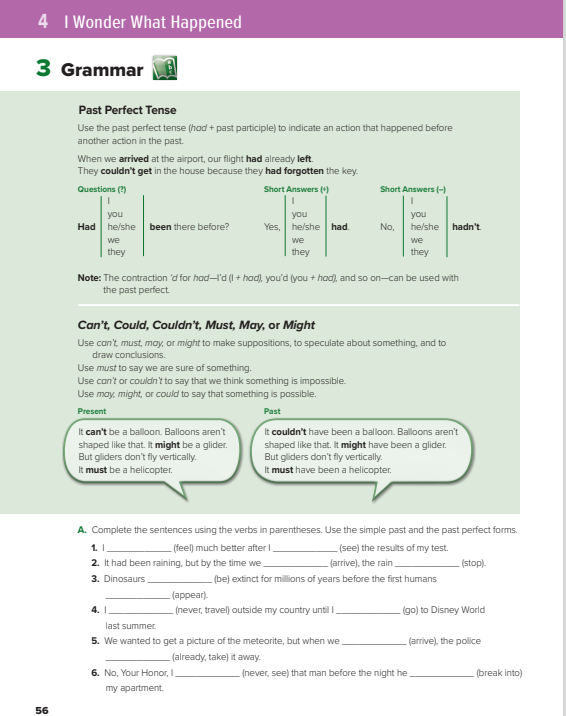 4 I Wonder What Happened
3 Grammar
Past Perfect Tense
Use the past perfect tense (had + past participle) to indicate an action that happened before
another action in the past.
When we arrived at the airport, our flight had already left.
They couldn't get in the house because they had forgotten the key.
Questions (?)
Had
I
you
he/she
we
they
been there before?
Short Answers (+)
Yes,
I
you
he/she
we
they
had.
Short Answers (–)
No,
I
you
he/she
we
they
hadn't.
Note: The contraction 'd for had—I'd (I + had), you'd (you + had), and so on—can be used with
the past perfect.
Can't, Could, Couldn't, Must, May, or Might
Use can't, must, may, or might to make suppositions, to speculate about something, and to
draw conclusions.
Use must to say we are sure of something.
Use can't or couldn't to say that we think something is impossible.
Use may, might, or could to say that something is possible.
Present
It can't be a balloon. Balloons aren't
shaped like that. It might be a glider.
But gliders don't fly vertically.
It must be a helicopter.
Past
It couldn't have been a balloon. Balloons aren't
shaped like that. It might have been a glider.
But gliders don't fly vertically.
It must have been a helicopter.
A. Complete the sentences using the verbs in parentheses. Use the simple past and the past perfect forms.
1. I ____________ (feel) much better after I ____________ (see) the results of my test.
2. It had been raining, but by the time we ____________ (arrive), the rain ____________ (stop).
3. Dinosaurs ____________ (be) extinct for millions of years before the first humans
____________ (appear).
4. I ____________ (never, travel) outside my country until I ____________ (go) to Disney World
last summer.
5. We wanted to get a picture of the meteorite, but when we ____________ (arrive), the police
____________ (already, take) it away.
6. No, Your Honor, I ____________ (never, see) that man before the night he ____________ (break into)
my apartment.
56